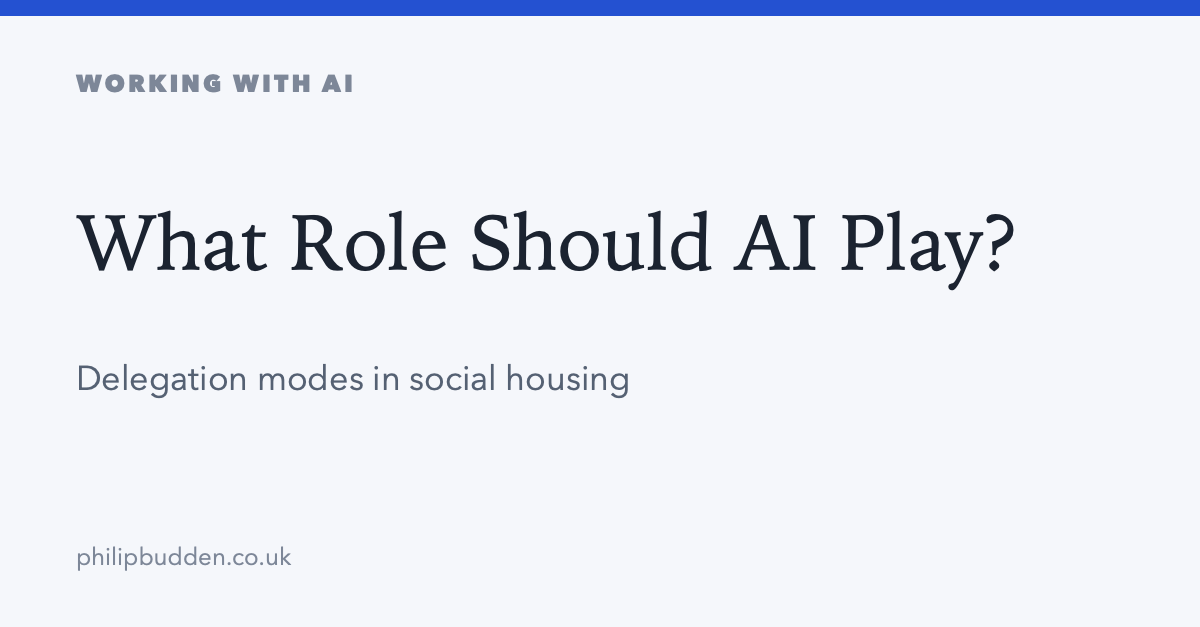 WORKING WITH AI
What Role Should AI Play?
Delegation modes in social housing
philipbudden.co.uk